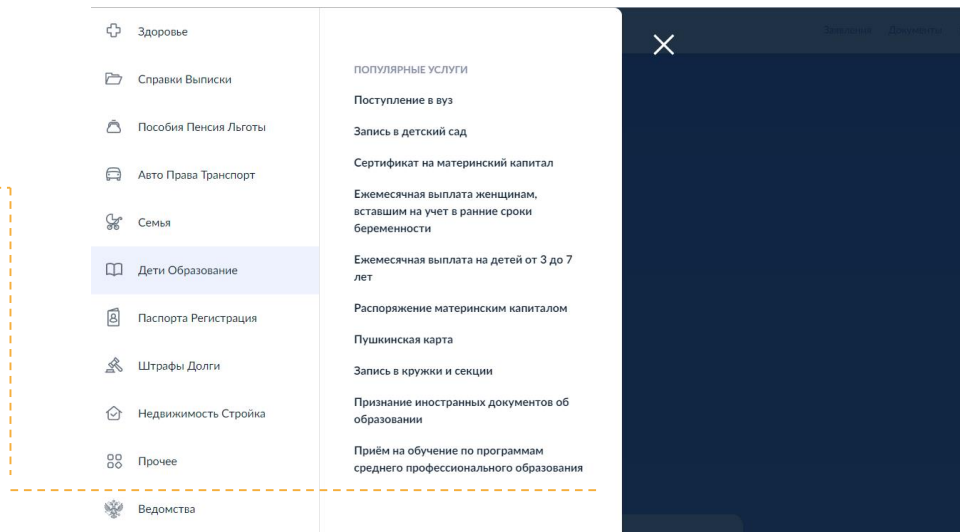 Здоровье
Справки Выписки
Пособия Пенсия Льготы
Авто Права Транспорт
Семья
Дети Образование
Паспорта Регистрация
Штрафы Долги
Недвижимость Стройка
Прочее
Ведомства
ПОПУЛЯРНЫЕ УСЛУГИ
Поступление в вуз
Запись в детский сад
Сертификат на материнский капитал
Ежемесячная выплата женщинам,
вставшим на учет в ранние сроки
беременности
Ежемесячная выплата на детей от 3 до 7
лет
Распоряжение материнским капиталом
Пушкинская карта
Запись в кружки и секции
Признание иностранных документов об
образовании
Приём на обучение по программам
среднего профессионального образования
Заявления Документы